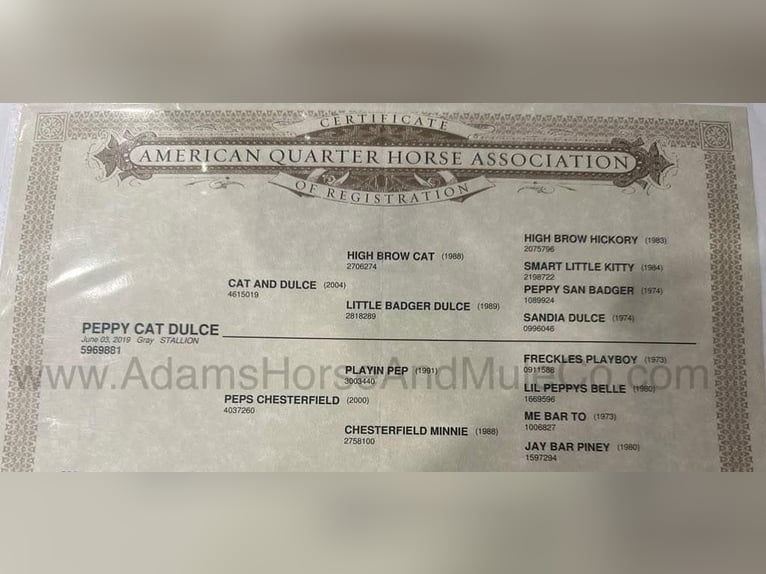 CERTIFICATE
AMERICAN QUARTER HORSE ASSOCIATION
OF REGISTRATION
HIGH BROW HICKORY (1983)
2075796
HIGH BROW CAT (1988)
2706274
SMART LITTLE KITTY (1984)
2198722
CAT AND DULCE (2004)
4615019
PEPPY SAN BADGER (1974)
1089924
LITTLE BADGER DULCE (1989)
2818289
SANDIA DULCE (1974)
0996046
PEPPY CAT DULCE
June 03, 2019 Gray STALLION
5969881
FRECKLES PLAYBOY (1973)
0911588
PLAYIN PEP (1991)
3003440
www.AdamsHorseAndMuleCo.com
LIL PEPPYS BELLE (1980)
1669596
PEPS CHESTERFIELD (2000)
4037260
ME BAR TO (1973)
1006827
CHESTERFIELD MINNIE (1988)
2758100
JAY BAR PINEY (1980)
1597294